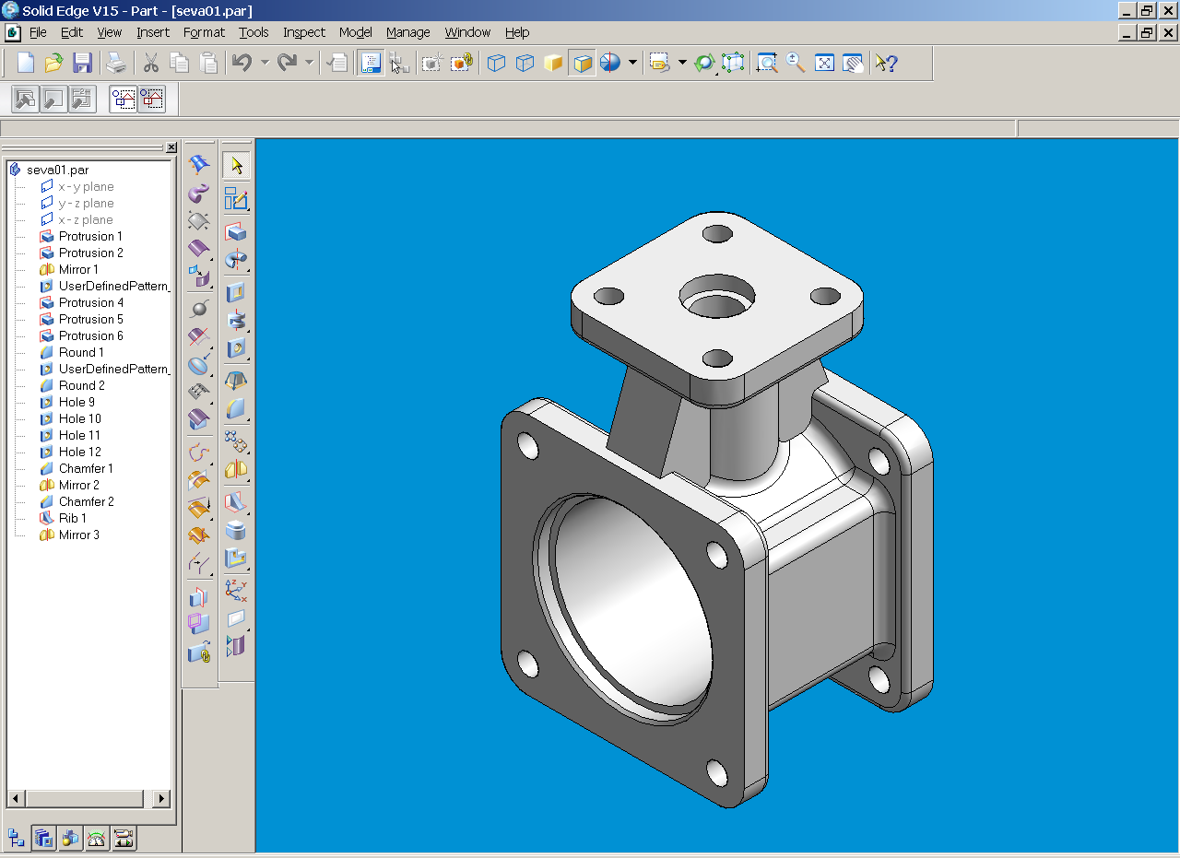 Solid Edge V15 - Part - [seva01.par]
File Edit View Insert Format Tools Inspect Model Manage Window Help
seva01.par
x - y plane
y - z plane
x - z plane
Protrusion 1
Protrusion 2
Mirror 1
UserDefinedPattern_
Protrusion 4
Protrusion 5
Protrusion 6
Round 1
UserDefinedPattern_
Round 2
Hole 9
Hole 10
Hole 11
Hole 12
Chamfer 1
Mirror 2
Chamfer 2
Rib 1
Mirror 3